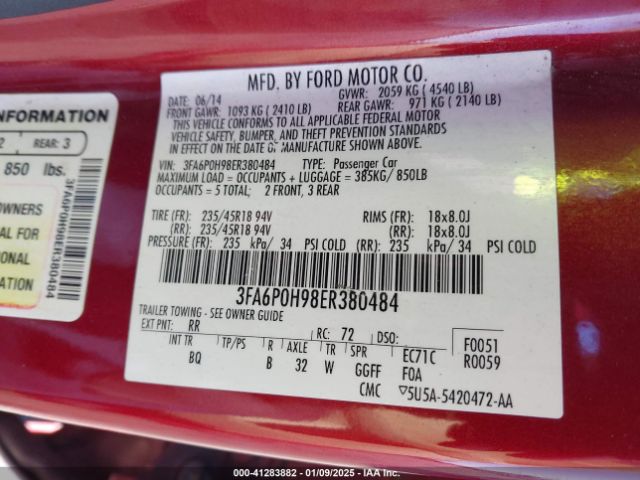 NFORMATION
2 REAR: 3
850 lbs.
OWNERS
AL FOR
ONAL
ATION
3FA6P0H98ER380484
MFD. BY FORD MOTOR CO.
DATE: 06/14 GVWR: 2059 KG ( 4540 LB)
FRONT GAWR: 1093 KG ( 2410 LB) REAR GAWR: 971 KG ( 2140 LB)
THIS VEHICLE CONFORMS TO ALL APPLICABLE FEDERAL MOTOR
VEHICLE SAFETY, BUMPER, AND THEFT PREVENTION STANDARDS
IN EFFECT ON THE DATE OF MANUFACTURE SHOWN ABOVE.
VIN: 3FA6P0H98ER380484 TYPE: Passenger Car
MAXIMUM LOAD = OCCUPANTS + LUGGAGE = 385KG/ 850LB
OCCUPANTS = 5 TOTAL; 2 FRONT, 3 REAR
TIRE (FR): 235/45R18 94V RIMS (FR): 18x8.0J
(RR): 235/45R18 94V (RR): 18x8.0J
PRESSURE (FR): 235 kPa/ 34 PSI COLD (RR): 235 kPa/ 34 PSI COLD
3FA6P0H98ER380484
TRAILER TOWING - SEE OWNER GUIDE
EXT PNT: RR RC: 72 DSO: F0051
INT TR TP/PS R AXLE TR SPR EC71C R0059
BQ B 32 W GGFF FOA
CMC ▽5U5A-5420472-AA
000-41283882 - 01/09/2025 - IAA Inc.